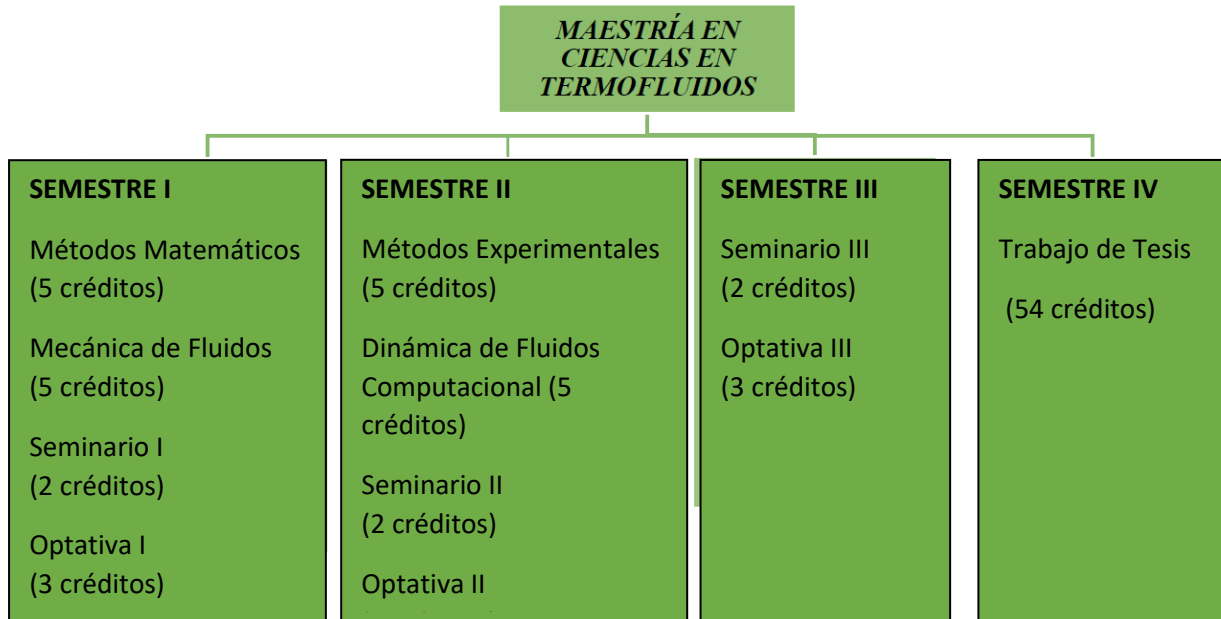 MAESTRÍA EN
CIENCIAS EN
TERMOFLUIDOS
SEMESTRE I
Métodos Matemáticos
(5 créditos)
Mecánica de Fluidos
(5 créditos)
Seminario I
(2 créditos)
Optativa I
(3 créditos)
SEMESTRE II
Métodos Experimentales
(5 créditos)
Dinámica de Fluidos
Computacional (5
créditos)
Seminario II
(2 créditos)
Optativa II
SEMESTRE III
Seminario III
(2 créditos)
Optativa III
(3 créditos)
SEMESTRE IV
Trabajo de Tesis
(54 créditos)